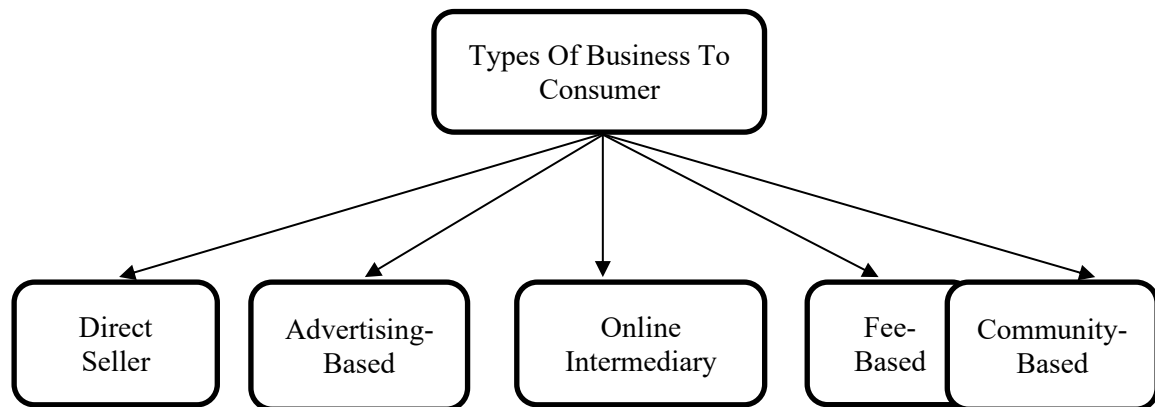 Types Of Business To
Consumer
Direct
Seller
Advertising-
Based
Online
Intermediary
Fee-
Based
Community-
Based